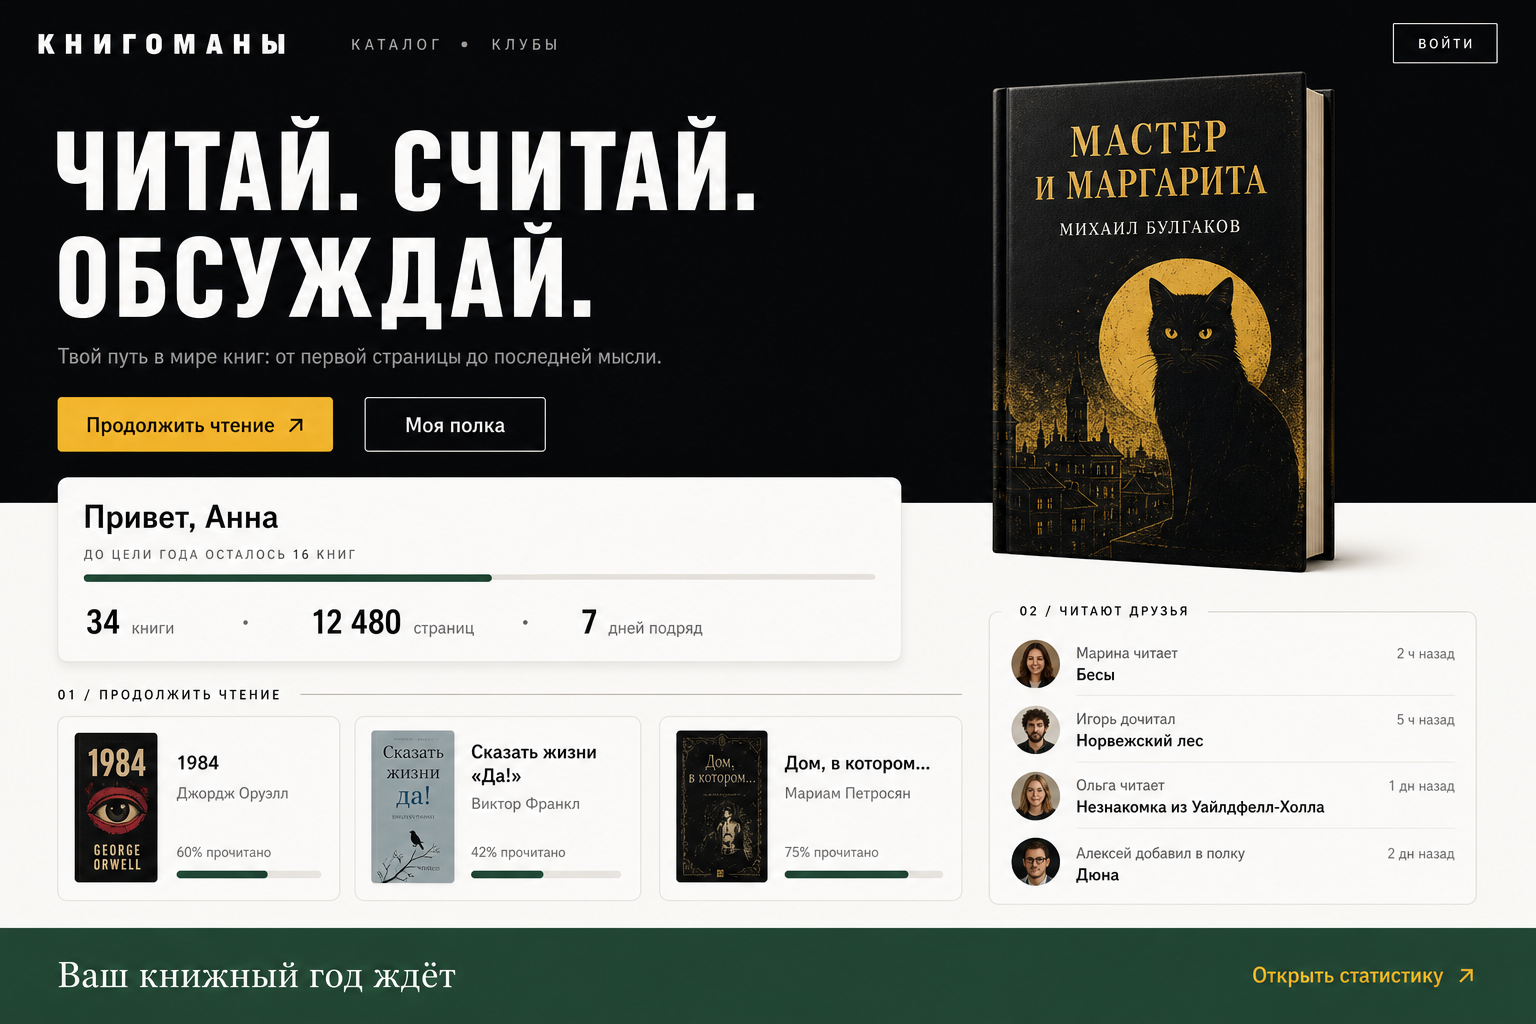 КНИГОМАНЫ
КАТАЛОГ • КЛУБЫ
ВОЙТИ
ЧИТАЙ. СЧИТАЙ.
ОБСУЖДАЙ.
Твой путь в мире книг: от первой страницы до последней мысли.
Продолжить чтение ↗
Моя полка
МАСТЕР
И МАРГАРИТА
МИХАИЛ БУЛГАКОВ
Привет, Анна
ДО ЦЕЛИ ГОДА ОСТАЛОСЬ 16 КНИГ
34 книги • 12 480 страниц • 7 дней подряд
01 / ПРОДОЛЖИТЬ ЧТЕНИЕ
1984
GEORGE
ORWELL
1984
Джордж Оруэлл
60% прочитано
Сказать
жизни
да!
Сказать жизни
«Да!»
Виктор Франкл
42% прочитано
Дом,
в котором...
Дом, в котором...
Мариам Петросян
75% прочитано
02 / ЧИТАЮТ ДРУЗЬЯ
Марина читает
2 ч назад
Бесы
Игорь дочитал
5 ч назад
Норвежский лес
Ольга читает
1 дн назад
Незнакомка из Уайлдфелл-Холла
Алексей добавил в полку
2 дн назад
Дюна
Ваш книжный год ждёт
Открыть статистику ↗